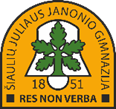 ŠIAULIŲ JULIAUS JANONIO GIMNAZIJA
18 51
RES NON VERBA